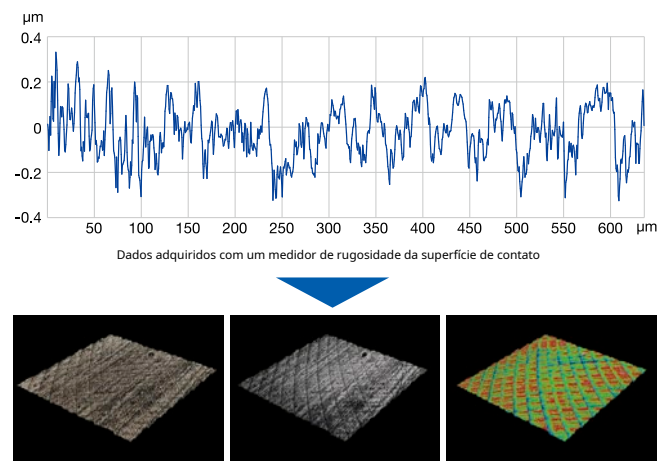 µm
0.4
0.2
0
-0.2
-0.4
50 100 150 200 250 300 350 400 450 500 550 600 µm
Dados adquiridos com um medidor de rugosidade da superfície de contato